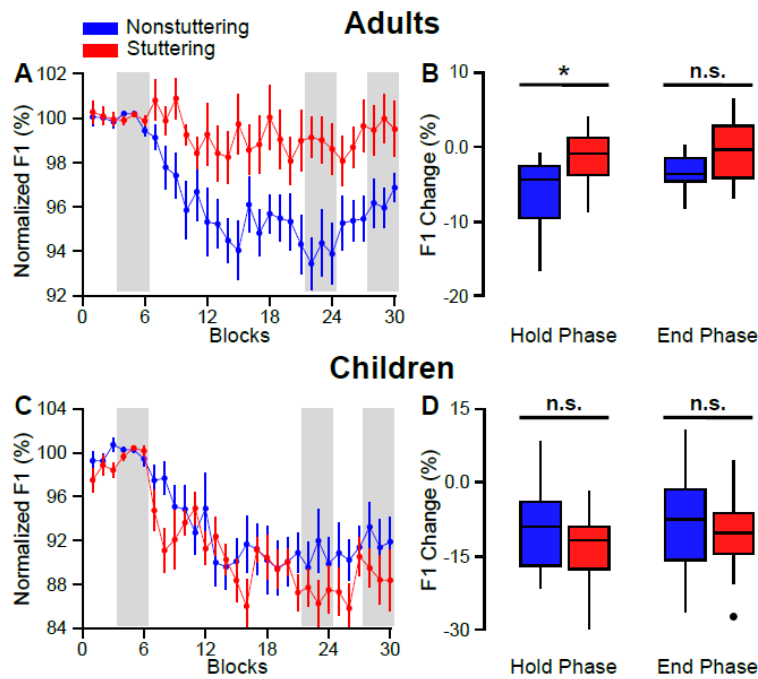 Adults
Nonstuttering
Stuttering
A
Normalized F1 (%)
102
100
98
96
94
92
0
6
12
18
24
30
Blocks
B
F1 Change (%)
10
0.0
-10
-20
*
n.s.
Hold Phase
End Phase
Children
C
Normalized F1 (%)
104
100
96
92
88
84
0
6
12
18
24
30
Blocks
D
F1 Change (%)
15
0.0
-15
-30
n.s.
n.s.
Hold Phase
End Phase